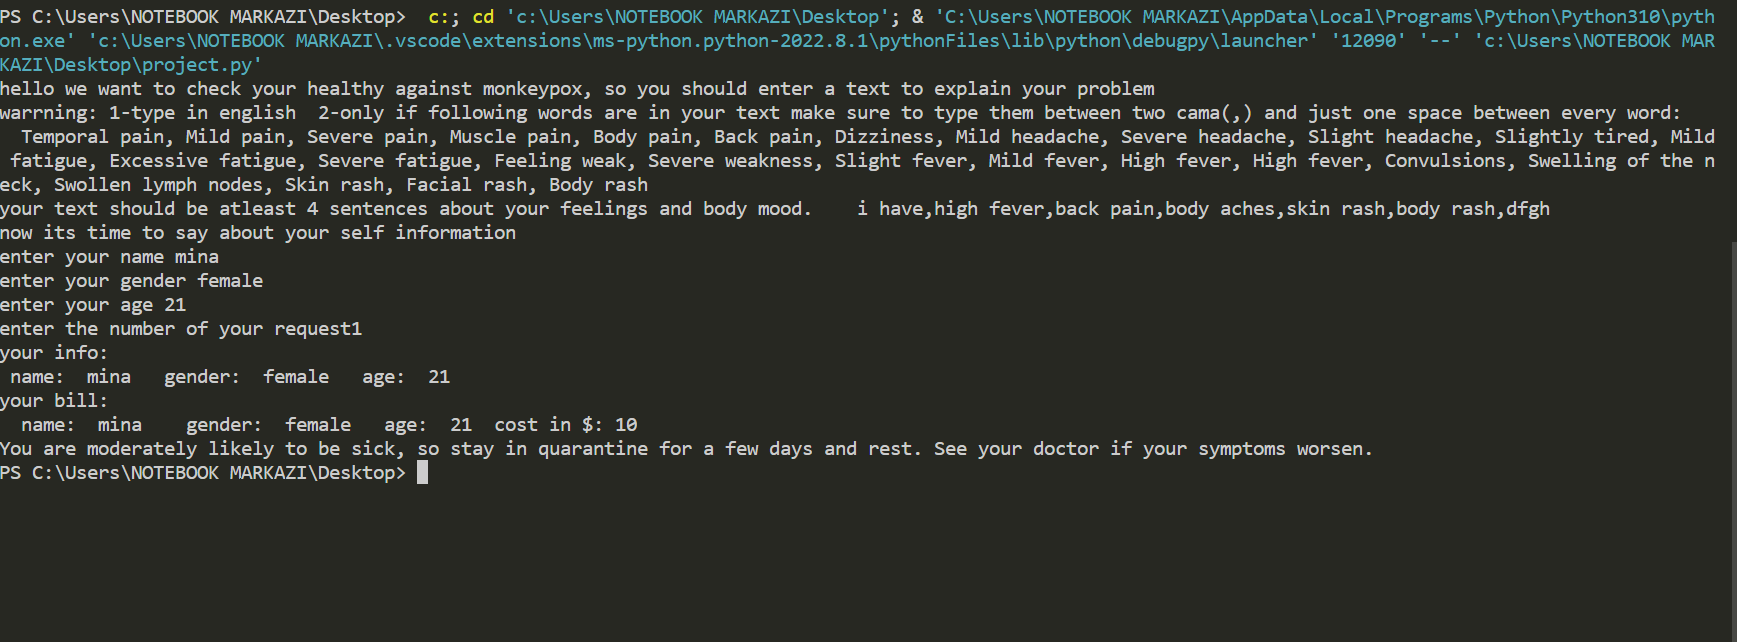 PS C:\Users\NOTEBOOK MARKAZI\Desktop>  c:; cd 'c:\Users\NOTEBOOK MARKAZI\Desktop'; & 'C:\Users\NOTEBOOK MARKAZI\AppData\Local\Programs\Python\Python310\pyth
on.exe' 'c:\Users\NOTEBOOK MARKAZI\.vscode\extensions\ms-python.python-2022.8.1\pythonFiles\lib\python\debugpy\launcher' '12090' '--' 'c:\Users\NOTEBOOK MAR
KAZI\Desktop\project.py'
hello we want to check your healthy against monkeypox, so you should enter a text to explain your problem
warrning: 1-type in english  2-only if following words are in your text make sure to type them between two cama(,) and just one space between every word:
  Temporal pain, Mild pain, Severe pain, Muscle pain, Body pain, Back pain, Dizziness, Mild headache, Severe headache, Slight headache, Slightly tired, Mild
 fatigue, Excessive fatigue, Severe fatigue, Feeling weak, Severe weakness, Slight fever, Mild fever, High fever, High fever, Convulsions, Swelling of the n
eck, Swollen lymph nodes, Skin rash, Facial rash, Body rash
your text should be atleast 4 sentences about your feelings and body mood.    i have,high fever,back pain,body aches,skin rash,body rash,dfgh
now its time to say about your self information
enter your name mina
enter your gender female
enter your age 21
enter the number of your request1
your info:
 name:  mina   gender:  female   age:  21
your bill:
  name:  mina    gender:  female   age:  21  cost in $: 10
You are moderately likely to be sick, so stay in quarantine for a few days and rest. See your doctor if your symptoms worsen.
PS C:\Users\NOTEBOOK MARKAZI\Desktop>